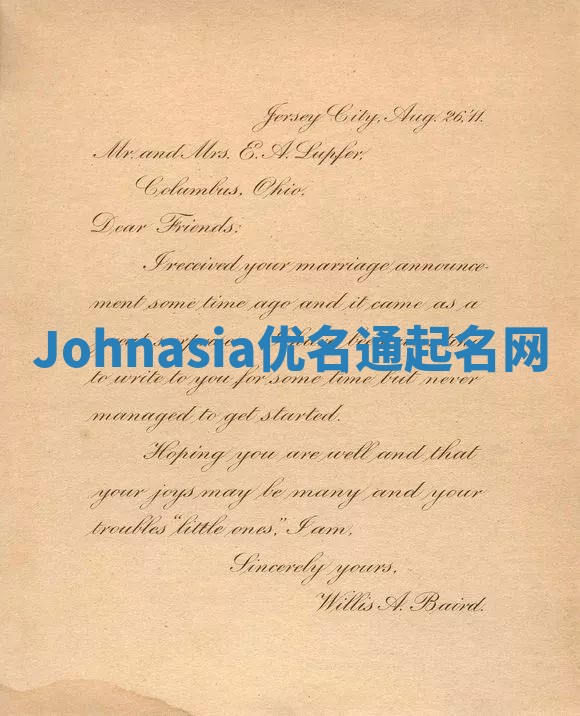 Jersey City, Aug. 26, '11.
Mr. and Mrs. E. A. Lupfer,
Columbus, Ohio.
Dear Friends:
I received your marriage announce-
ment some time ago and it came as a
great surprise
Johnasia优名通起名网
to write to you for some time but never
managed to get started.
Hoping you are well and that
your joys may be many and your
troubles "little ones," I am,
Sincerely yours,
Willis A. Baird.